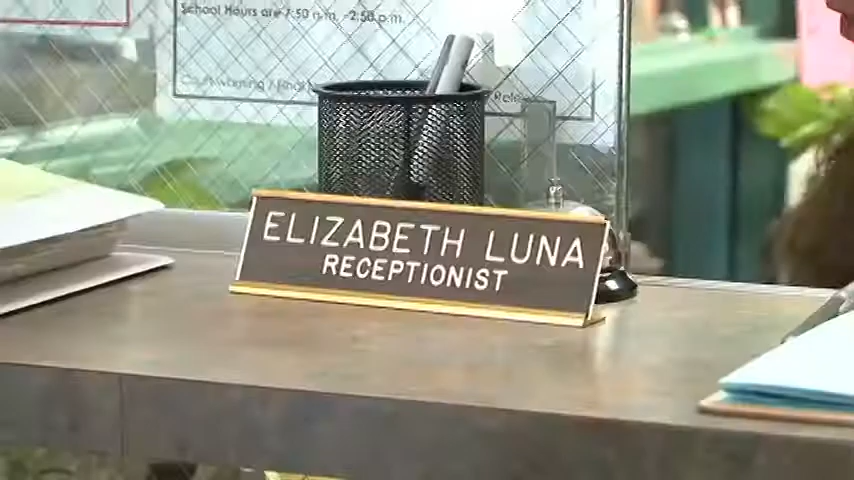 School Hours are 7:50 a.m. -2:50 p.m.
ELIZABETH LUNA
RECEPTIONIST